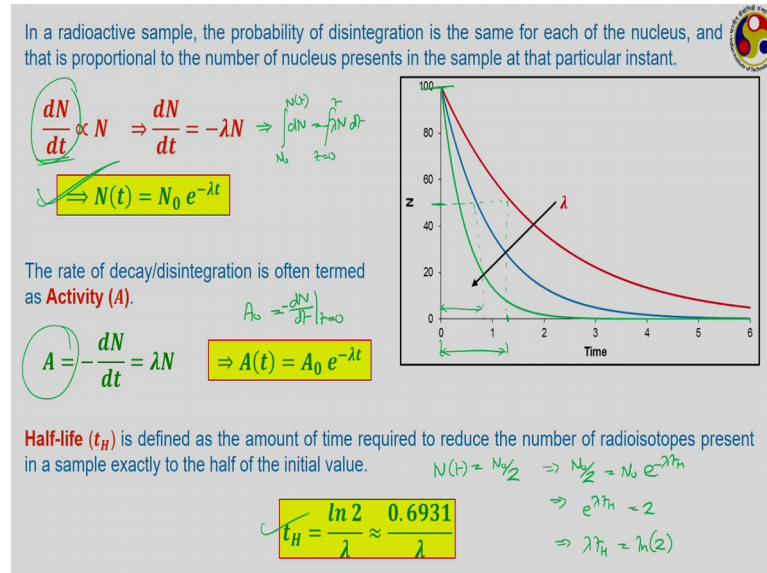 In a radioactive sample, the probability of disintegration is the same for each of the nucleus, and
that is proportional to the number of nucleus presents in the sample at that particular instant.
dN/dt ∝ N ⇒ dN/dt = −λN ⇒ ∫_{N₀}^{N(t)} dN = -∫_{t=0}^{t} λN dt
⟹ N(t) = N₀ e^{−λt}
100
80
60
40
20
0
N
λ
0 1 2 3 4 5 6
Time
The rate of decay/disintegration is often termed
as Activity (A).
A₀ = −dN/dt|_{t=0}
A = − dN/dt = λN ⇒ A(t) = A₀ e^{−λt}
Half-life (t_H) is defined as the amount of time required to reduce the number of radioisotopes present
in a sample exactly to the half of the initial value.
N(t) = N₀/2 ⇒ N₀/2 = N₀ e^{−λt_H}
⇒ e^{λt_H} = 2
⇒ λt_H = ln(2)
t_H = ln 2/λ ≈ 0.6931/λ